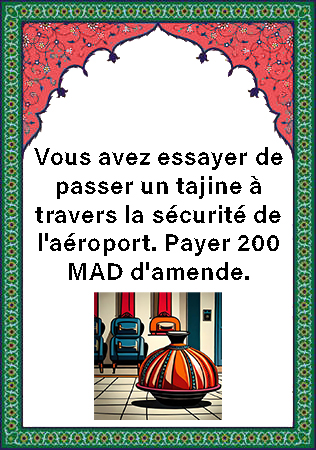 Vous avez essayer de
passer un tajine à
travers la sécurité de
l'aéroport. Payer 200
MAD d'amende.